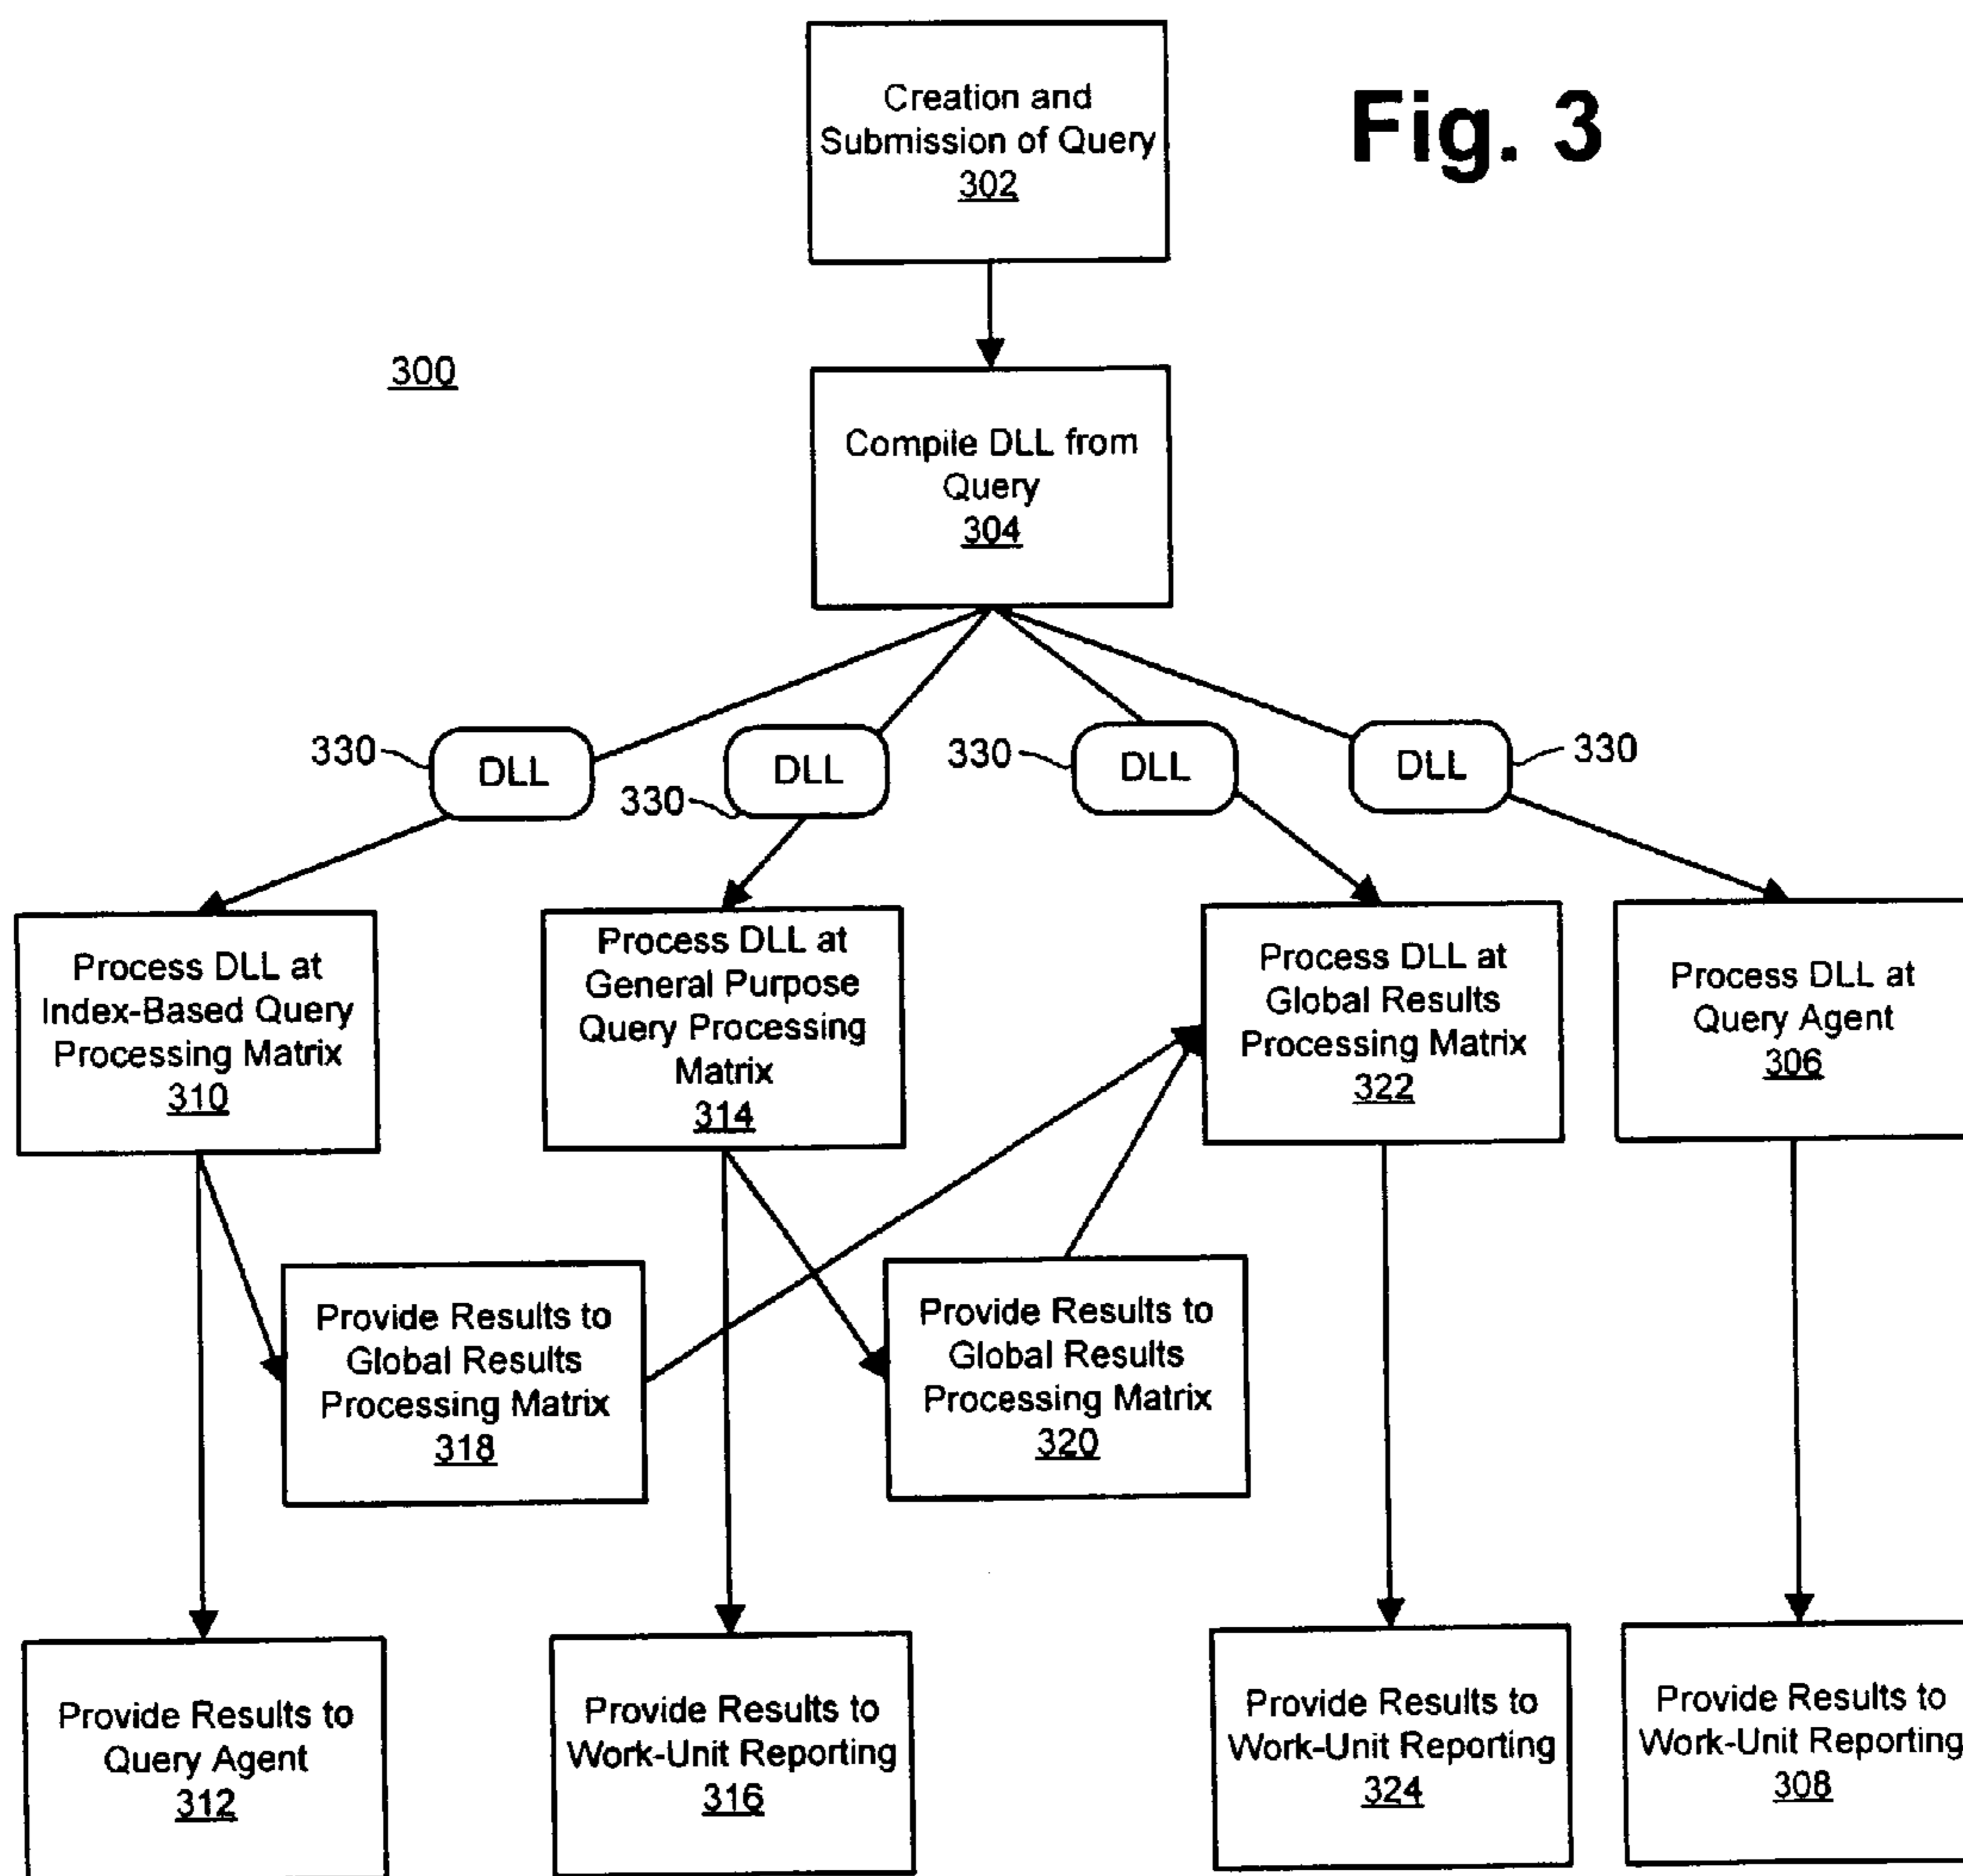 Creation and
Submission of Query
302
Fig. 3
300
Compile DLL from
Query
304
330
DLL
330
DLL
330
DLL
DLL
330
Process DLL at
Index-Based Query
Processing Matrix
310
Process DLL at
General Purpose
Query Processing
Matrix
314
Process DLL at
Global Results
Processing Matrix
322
Process DLL at
Query Agent
306
Provide Results to
Global Results
Processing Matrix
318
Provide Results to
Global Results
Processing Matrix
320
Provide Results to
Query Agent
312
Provide Results to
Work-Unit Reporting
316
Provide Results to
Work-Unit Reporting
324
Provide Results to
Work-Unit Reporting
308